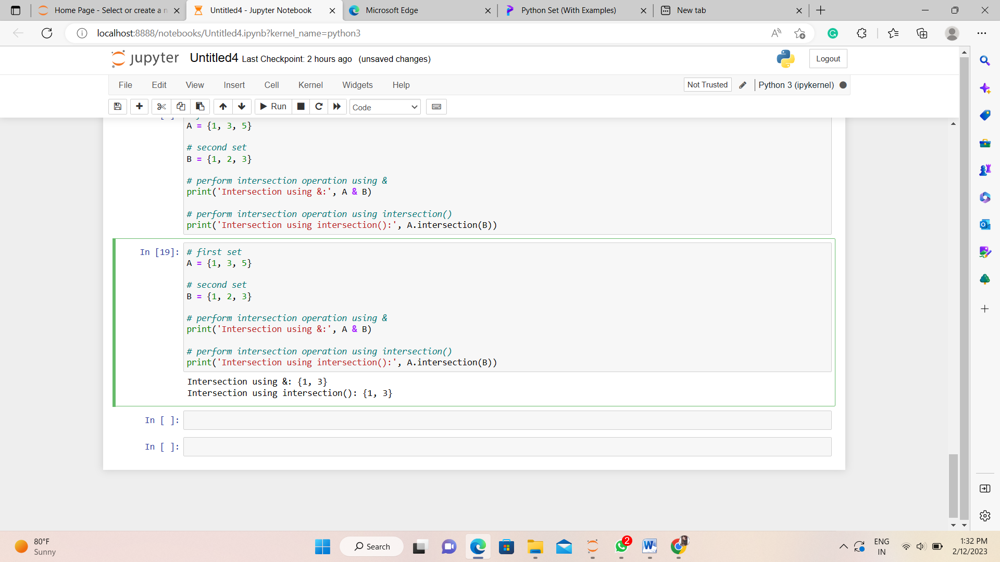 Home Page - Select or create a n
Untitled4 - Jupyter Notebook
Microsoft Edge
Python Set (With Examples)
New tab
localhost:8888/notebooks/Untitled4.ipynb?kernel_name=python3
jupyter Untitled4 Last Checkpoint: 2 hours ago (unsaved changes)
Logout
File Edit View Insert Cell Kernel Widgets Help
Not Trusted
Python 3 (ipykernel)
Run
Code
A = {1, 3, 5}
# second set
B = {1, 2, 3}
# perform intersection operation using &
print('Intersection using &:', A & B)
# perform intersection operation using intersection()
print('Intersection using intersection():', A.intersection(B))
In [19]: # first set
A = {1, 3, 5}
# second set
B = {1, 2, 3}
# perform intersection operation using &
print('Intersection using &:', A & B)
# perform intersection operation using intersection()
print('Intersection using intersection():', A.intersection(B))
Intersection using &: {1, 3}
Intersection using intersection(): {1, 3}
In [ ]:
In [ ]:
80°F
Sunny
Search
2
ENG
IN
1:32 PM
2/12/2023